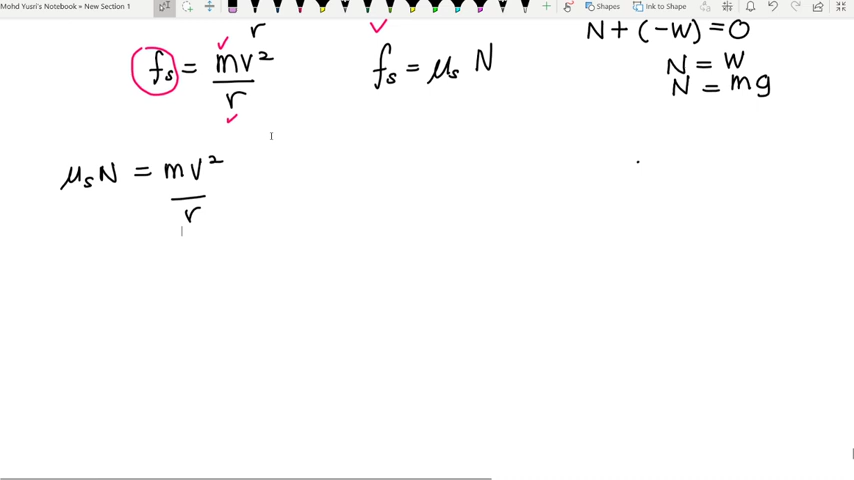 Mohd Yusri's Notebook » New Section 1
Shapes
Ink to Shape
r
N + (-W) = 0
fs = mv²
r
fs = μs N
N = W
N = mg
μs N = mv²
r